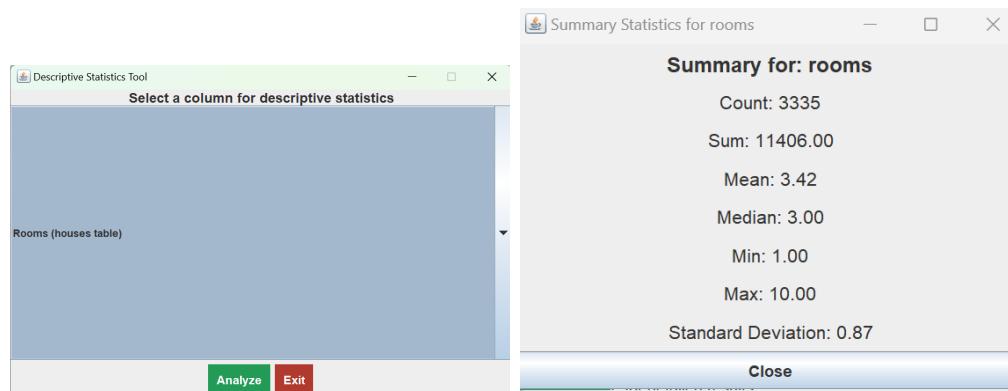 Descriptive Statistics Tool
Select a column for descriptive statistics
Rooms (houses table)
Analyze
Exit
Summary Statistics for rooms
Summary for: rooms
Count: 3335
Sum: 11406.00
Mean: 3.42
Median: 3.00
Min: 1.00
Max: 10.00
Standard Deviation: 0.87
Close